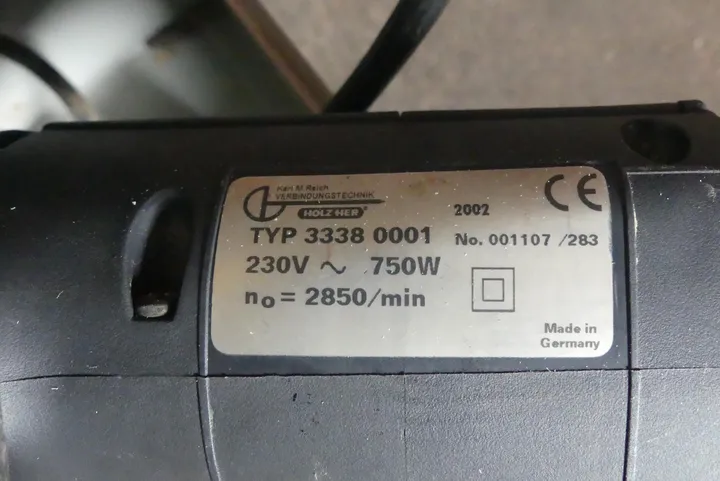 Karl M. Reich
VERBINDUNGSTECHNIK
HOLZ-HER
2002
CE
TYP 3338 0001
No. 001107 /283
230V ~ 750W
n₀ = 2850/min
Made in
Germany